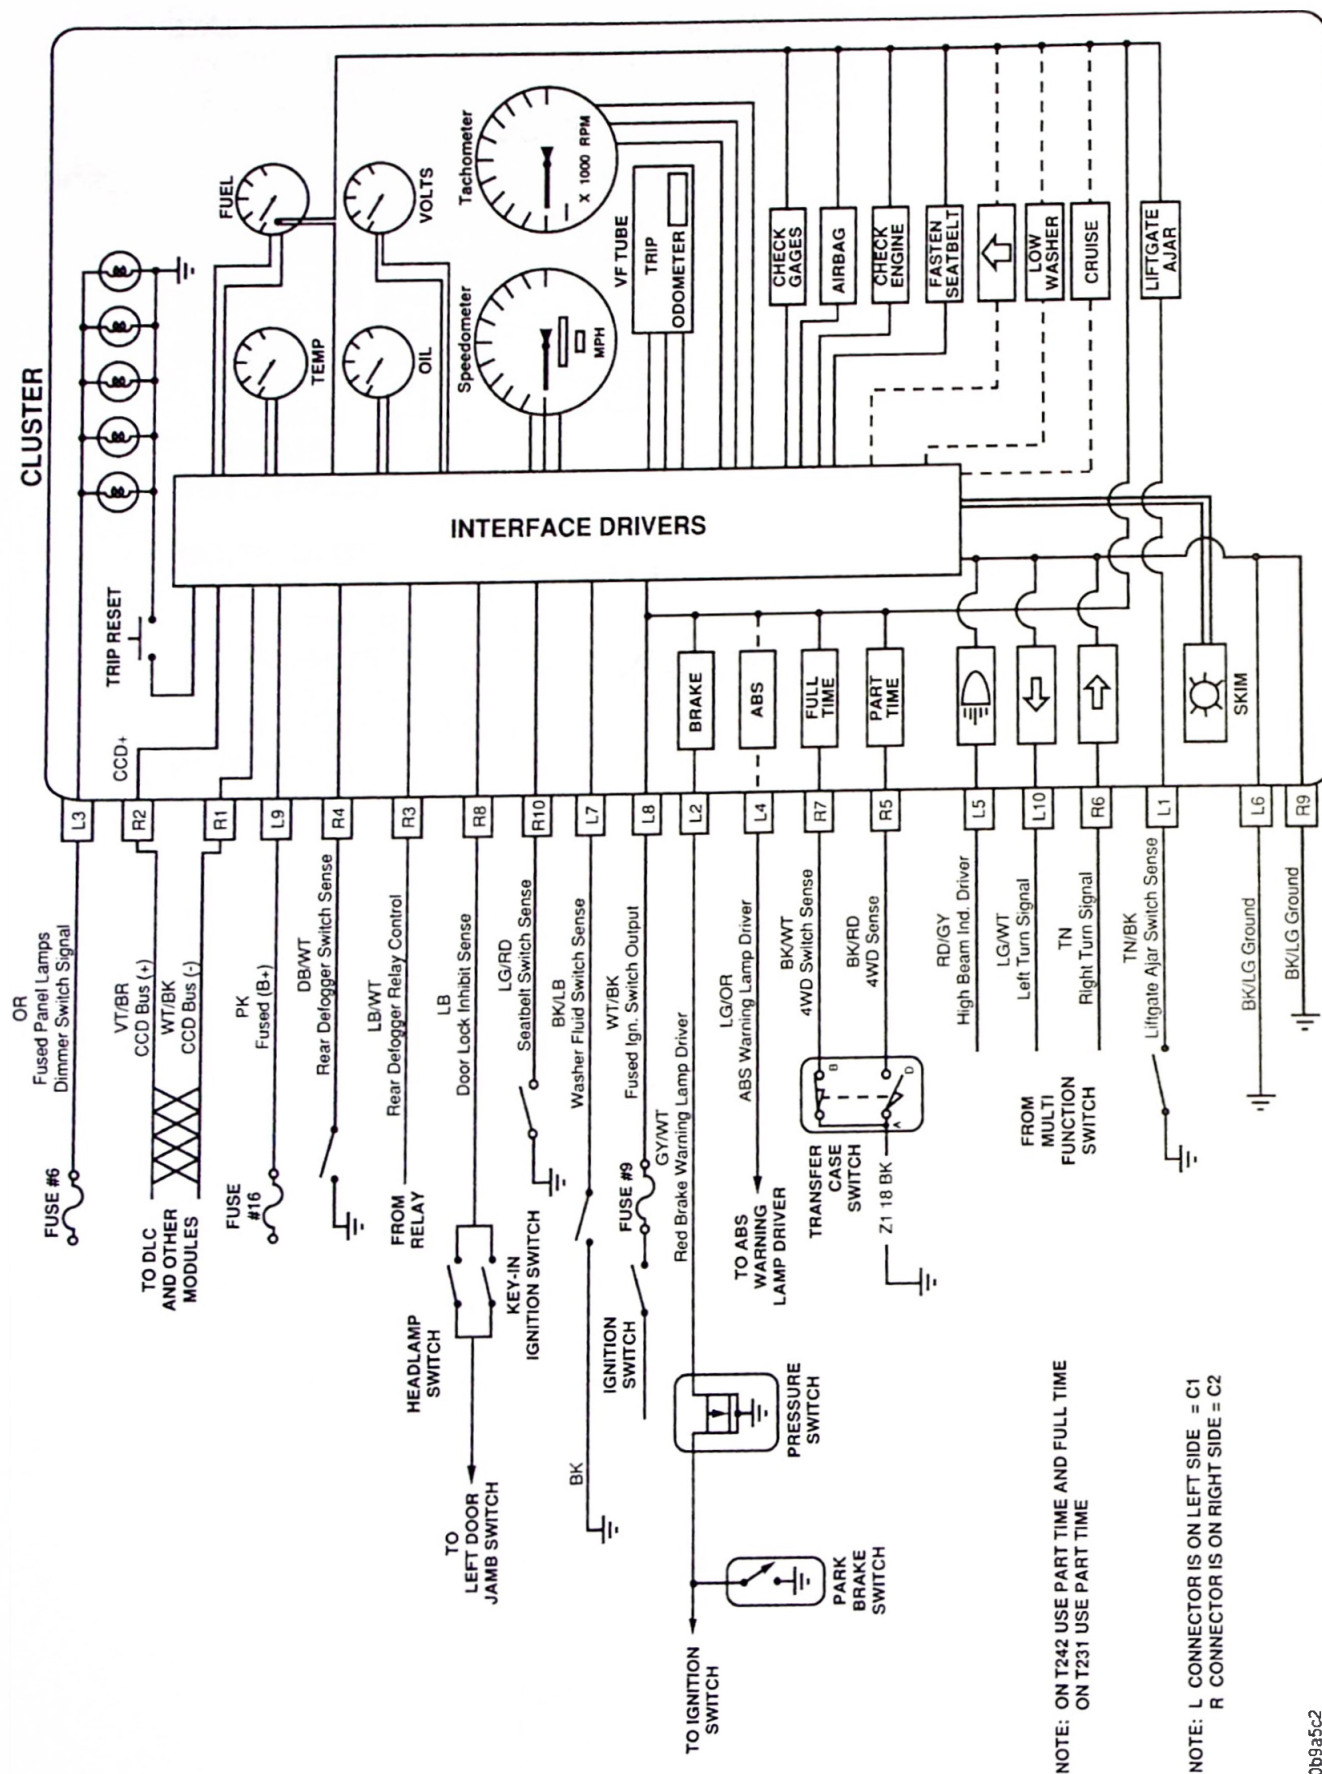 CLUSTER
FUEL
VOLTS
TEMP
OIL
Tachometer
X 1000 RPM
Speedometer
MPH
VF TUBE
TRIP
ODOMETER
CHECK
GAGES
AIRBAG
CHECK
ENGINE
FASTEN
SEATBELT
LOW
WASHER
CRUISE
LIFTGATE
AJAR
INTERFACE DRIVERS
TRIP RESET
CCD+
BRAKE
ABS
FULL
TIME
PART
TIME
SKIM
L3
R2
R1
L9
R4
R3
R8
R10
L7
L8
L2
L4
R7
R5
L5
L10
R6
L1
L6
R9
OR
Fused Panel Lamps
Dimmer Switch Signal
VT/BR
CCD Bus (+)
WT/BK
CCD Bus (-)
PK
Fused (B+)
DB/WT
Rear Defogger Switch Sense
LB/WT
Rear Defogger Relay Control
LB
Door Lock Inhibit Sense
LG/RD
Seatbelt Switch Sense
BK/LB
Washer Fluid Switch Sense
WT/BK
Fused Ign. Switch Output
GY/WT
Red Brake Warning Lamp Driver
LG/OR
ABS Warning Lamp Driver
BK/WT
4WD Switch Sense
BK/RD
4WD Sense
RD/GY
High Beam Ind. Driver
LG/WT
Left Turn Signal
TN
Right Turn Signal
TN/BK
Liftgate Ajar Switch Sense
BK/LG Ground
BK/LG Ground
FUSE #6
TO DLC
AND OTHER
MODULES
FUSE
#16
FROM
RELAY
HEADLAMP
SWITCH
KEY-IN
IGNITION SWITCH
TO
LEFT DOOR
JAMB SWITCH
BK
FUSE #9
IGNITION
SWITCH
PRESSURE
SWITCH
PARK
BRAKE
SWITCH
TO IGNITION
SWITCH
TO ABS
WARNING
LAMP DRIVER
TRANSFER
CASE
SWITCH
B
D
A
Z1 18 BK
FROM
MULTI
FUNCTION
SWITCH
NOTE: ON T242 USE PART TIME AND FULL TIME
ON T231 USE PART TIME
NOTE: L CONNECTOR IS ON LEFT SIDE = C1
R CONNECTOR IS ON RIGHT SIDE = C2
0b9a5c2